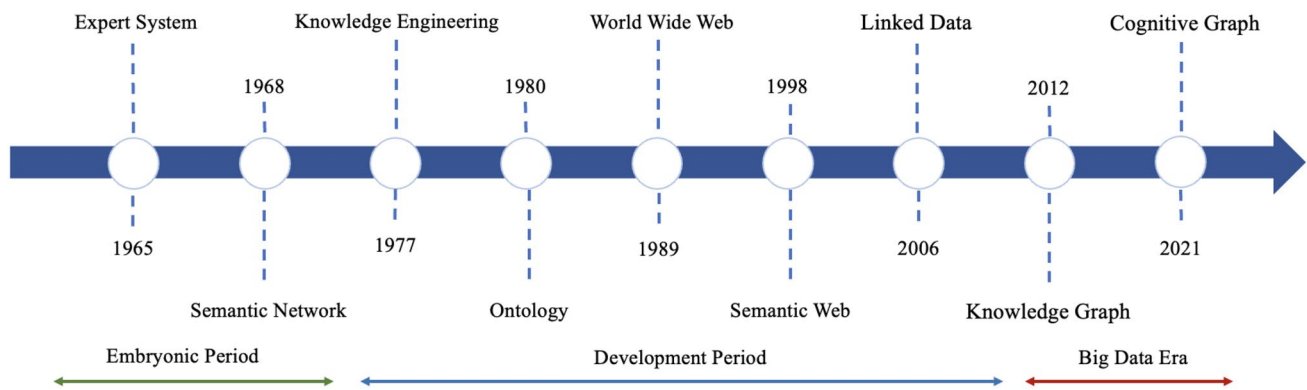 Expert System
Knowledge Engineering
World Wide Web
Linked Data
Cognitive Graph
1968
1980
1998
2012
1965
1977
1989
2006
2021
Semantic Network
Ontology
Semantic Web
Knowledge Graph
Embryonic Period
Development Period
Big Data Era